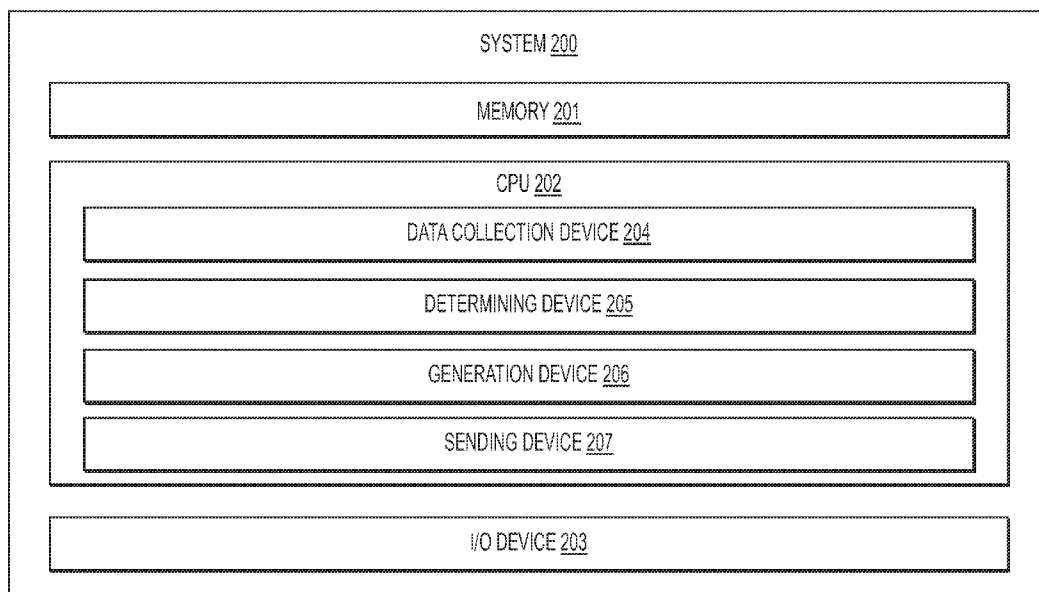 SYSTEM 200
MEMORY 201
CPU 202
DATA COLLECTION DEVICE 204
DETERMINING DEVICE 205
GENERATION DEVICE 206
SENDING DEVICE 207
I/O DEVICE 203